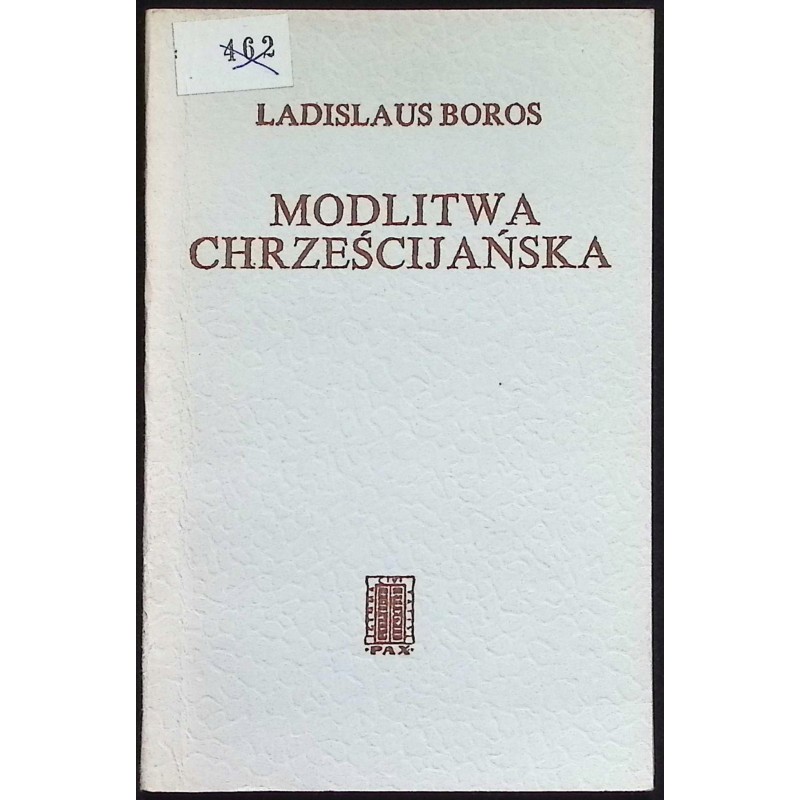 462
LADISLAUS BOROS
MODLITWA
CHRZEŚCIJAŃSKA
·PAX·